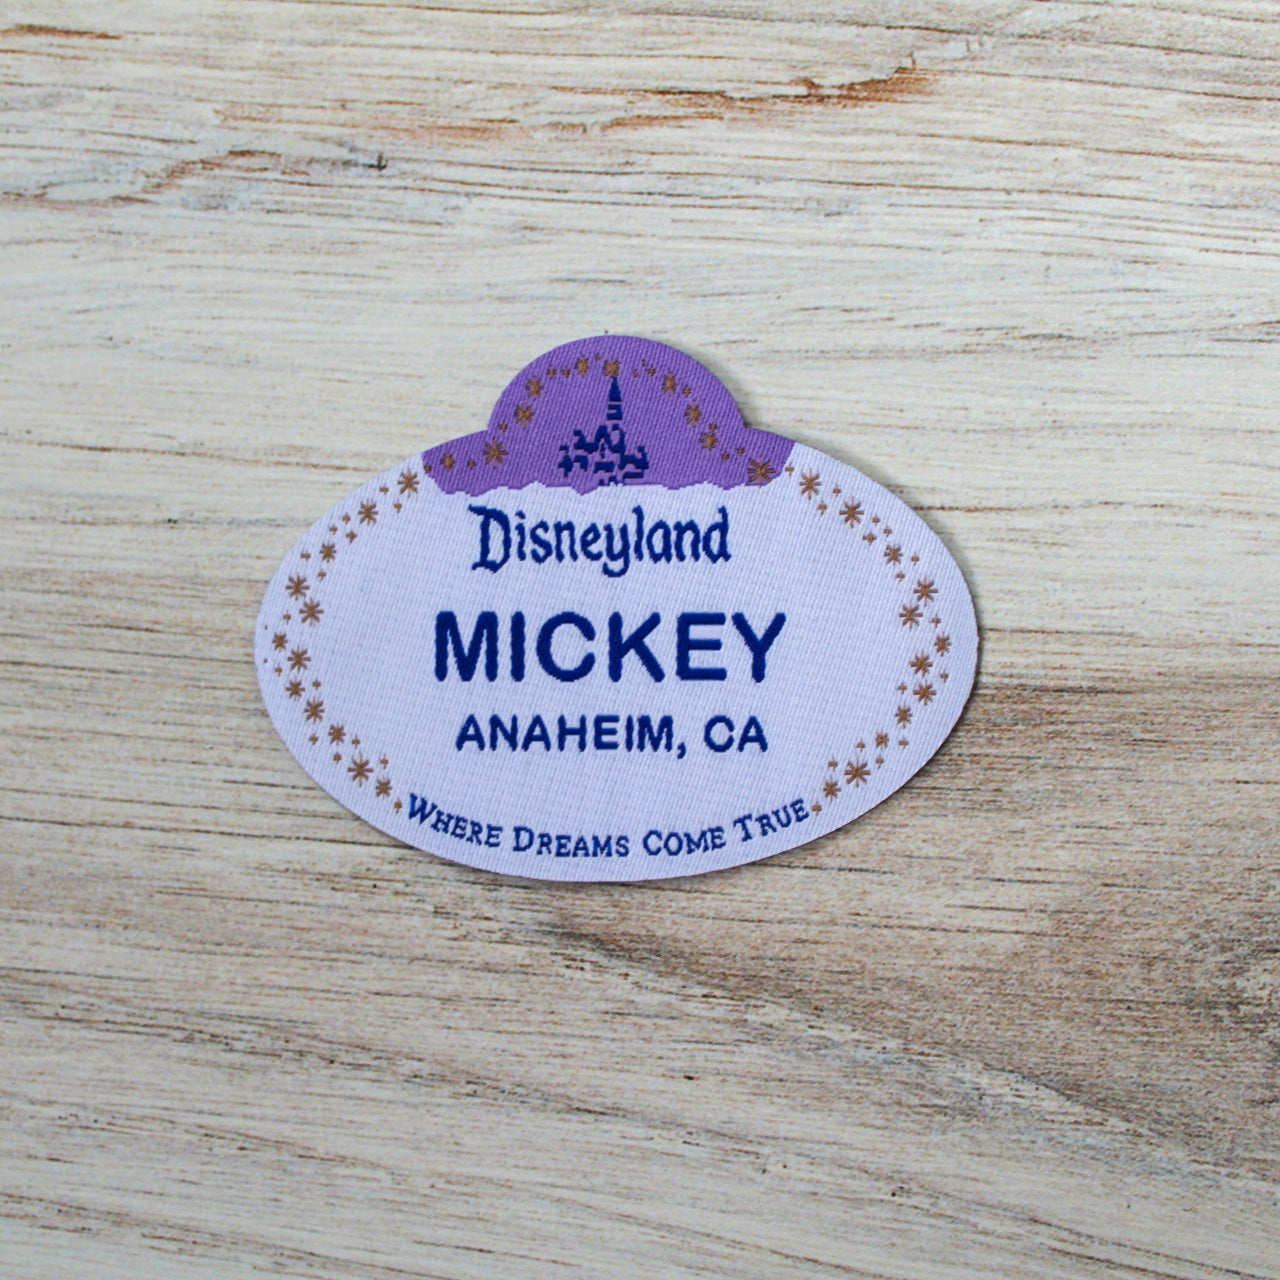 Disneyland
MICKEY
ANAHEIM, CA
WHERE DREAMS COME TRUE